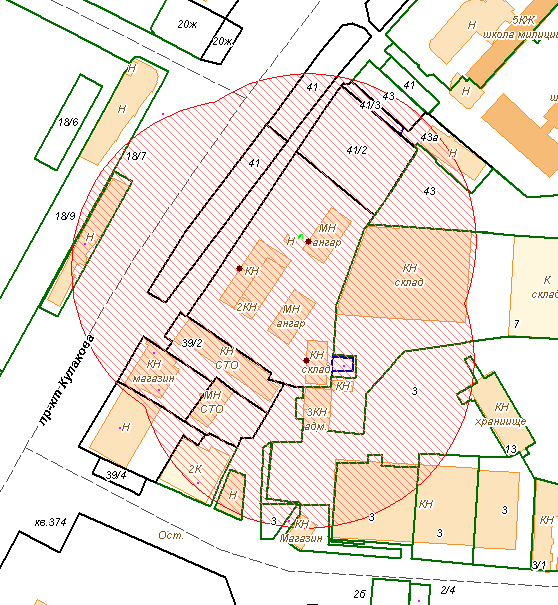 20ж
20ж
5КЖ
школа милиции
Н
Н
Н
Н
41
43
41
41/3
43а
Н
18/6
18/7
41
41/2
43
18/9
Н
Н
МН
ангар
КН
КН
склад
К
склад
2КН
МН
ангар
7
39/2
КН
СТО
КН
склад
КН
магазин
МН
СТО
КН
3КН
адм.
3
КН
хранище
13
пр-кт Кулакова
Н
2К
Н
39/4
КН
3
3
3
КН
3
КН
Магазин
3/1
кв.374
Ост.
2б
2/4